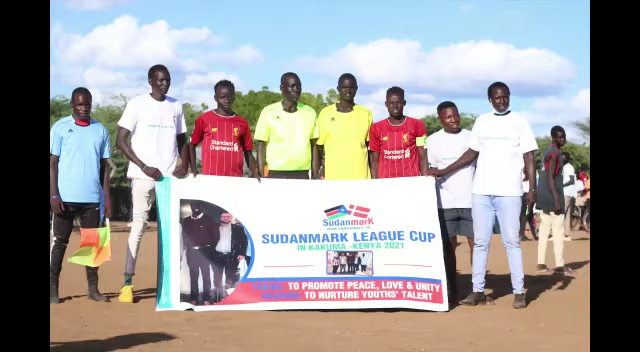 Standard
Chartered
Standard
Chartered
SudanmarK
SUDANMARK LEAGUE CUP
IN KAKUMA -KENYA 2021
TO PROMOTE PEACE, LOVE & UNITY
TO NURTURE YOUTHS' TALENT